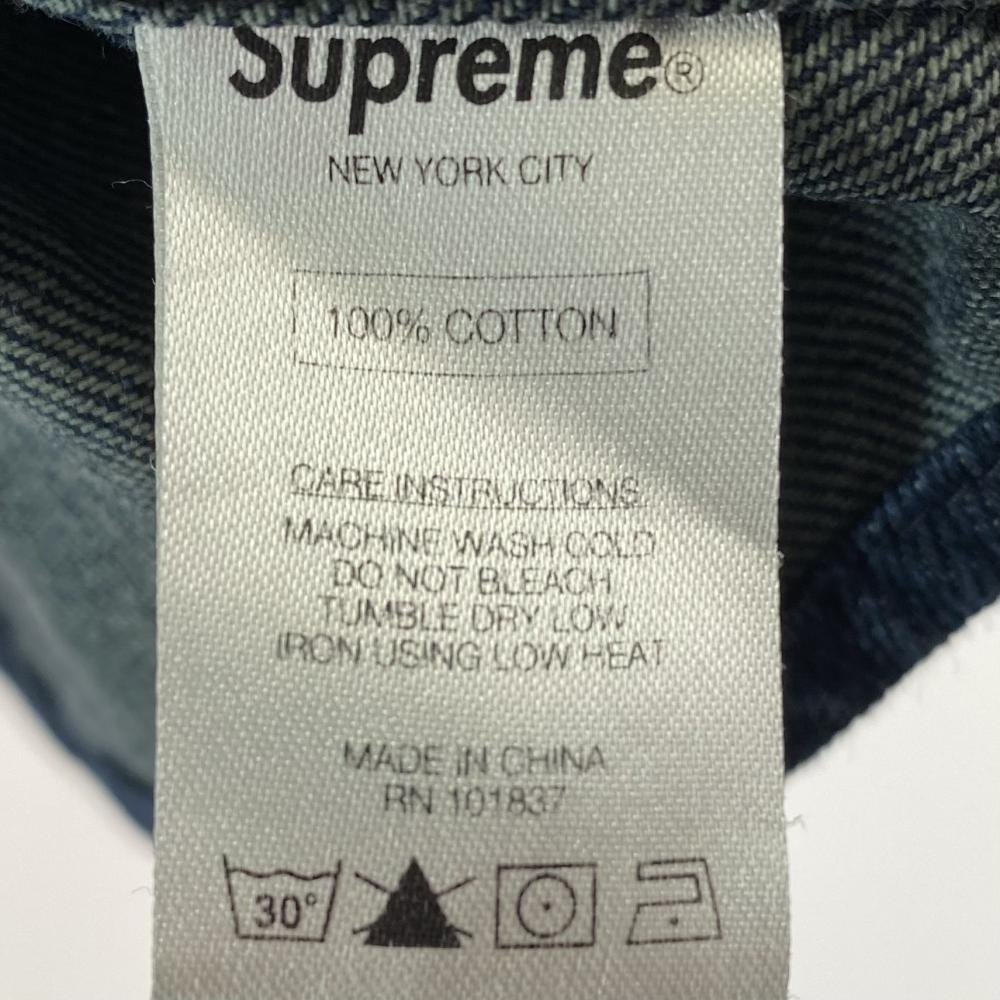 Supreme®
NEW YORK CITY
100% COTTON
CARE INSTRUCTIONS
MACHINE WASH COLD
DO NOT BLEACH
TUMBLE DRY LOW
IRON USING LOW HEAT
MADE IN CHINA
RN 101837
30°